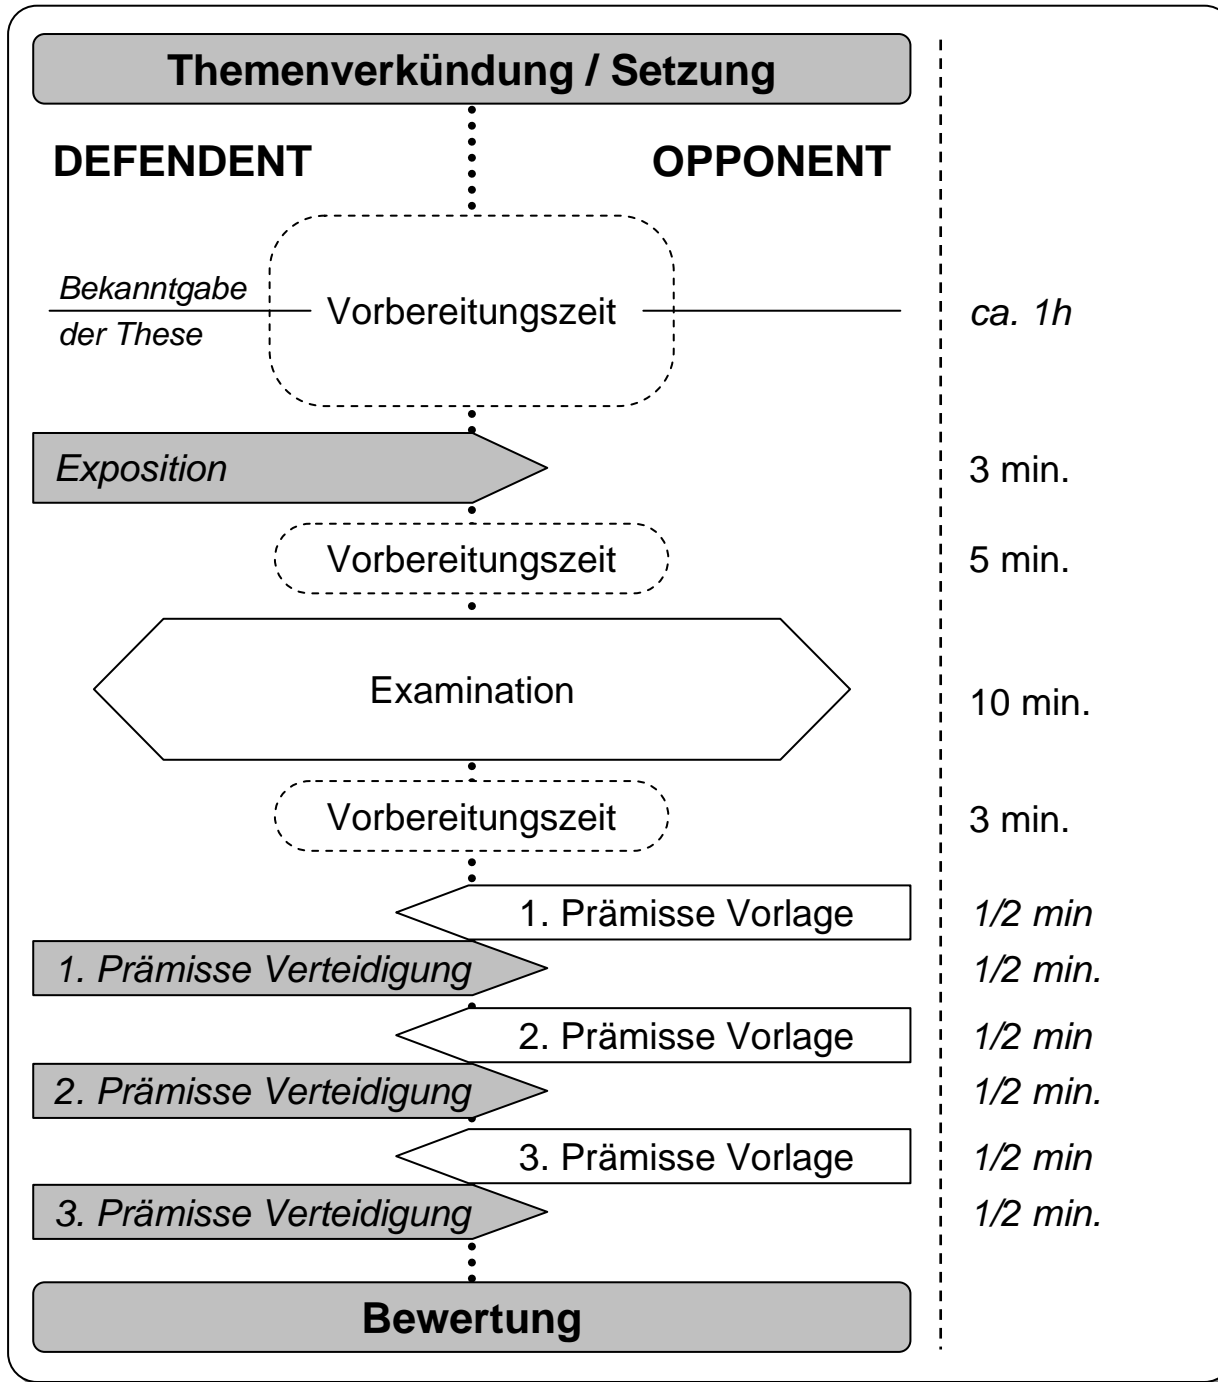 Themenverkündung / Setzung
DEFENDENT OPPONENT
Bekanntgabe
der These
Vorbereitungszeit
ca. 1h
Exposition 3 min.
Vorbereitungszeit 5 min.
Examination 10 min.
Vorbereitungszeit 3 min.
1. Prämisse Vorlage 1/2 min
1. Prämisse Verteidigung 1/2 min.
2. Prämisse Vorlage 1/2 min
2. Prämisse Verteidigung 1/2 min.
3. Prämisse Vorlage 1/2 min
3. Prämisse Verteidigung 1/2 min.
Bewertung